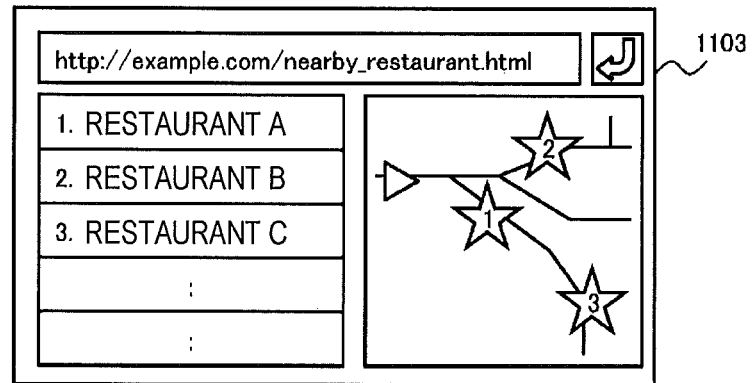 http://example.com/nearby_restaurant.html
1103
1. RESTAURANT A
2. RESTAURANT B
3. RESTAURANT C
:
:
2
1
3